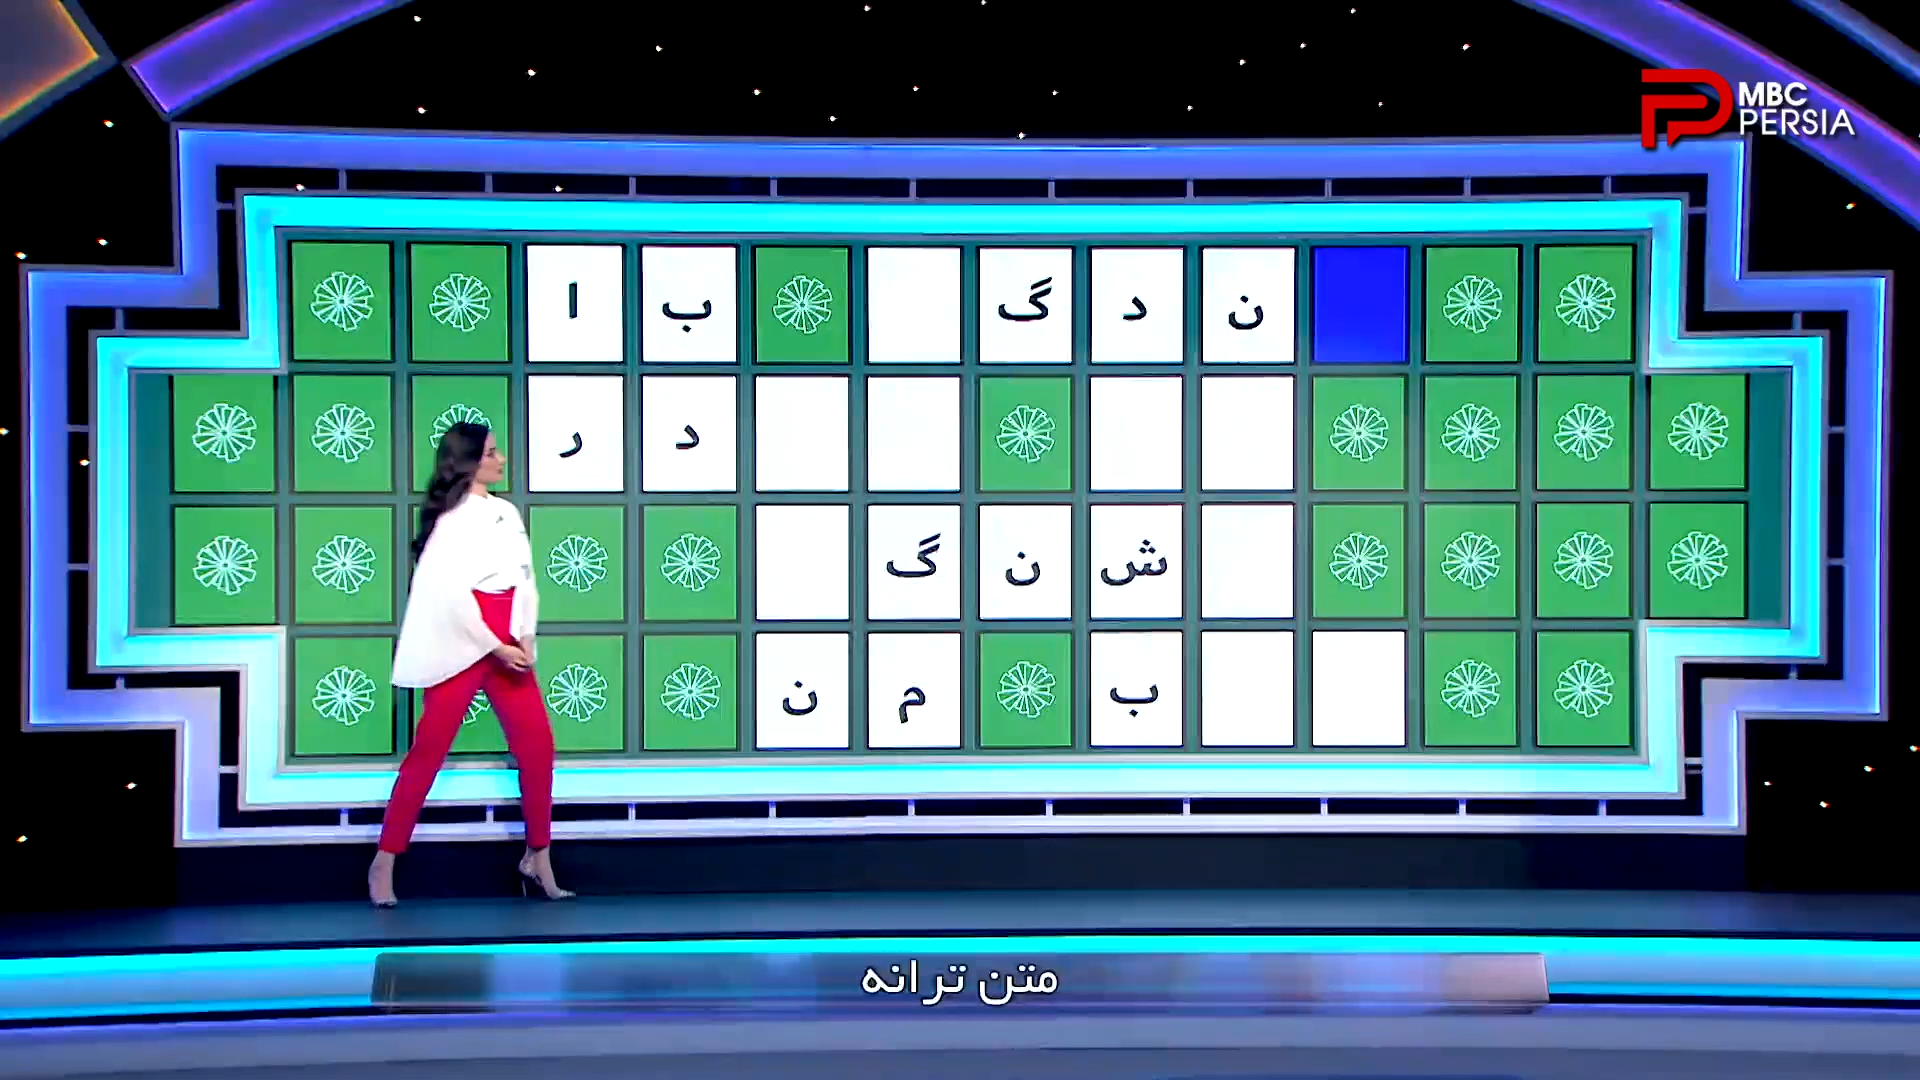 MBC
PERSIA
ن د گ ب ا
د ر
ش ن گ
ب م ن
متن ترانه